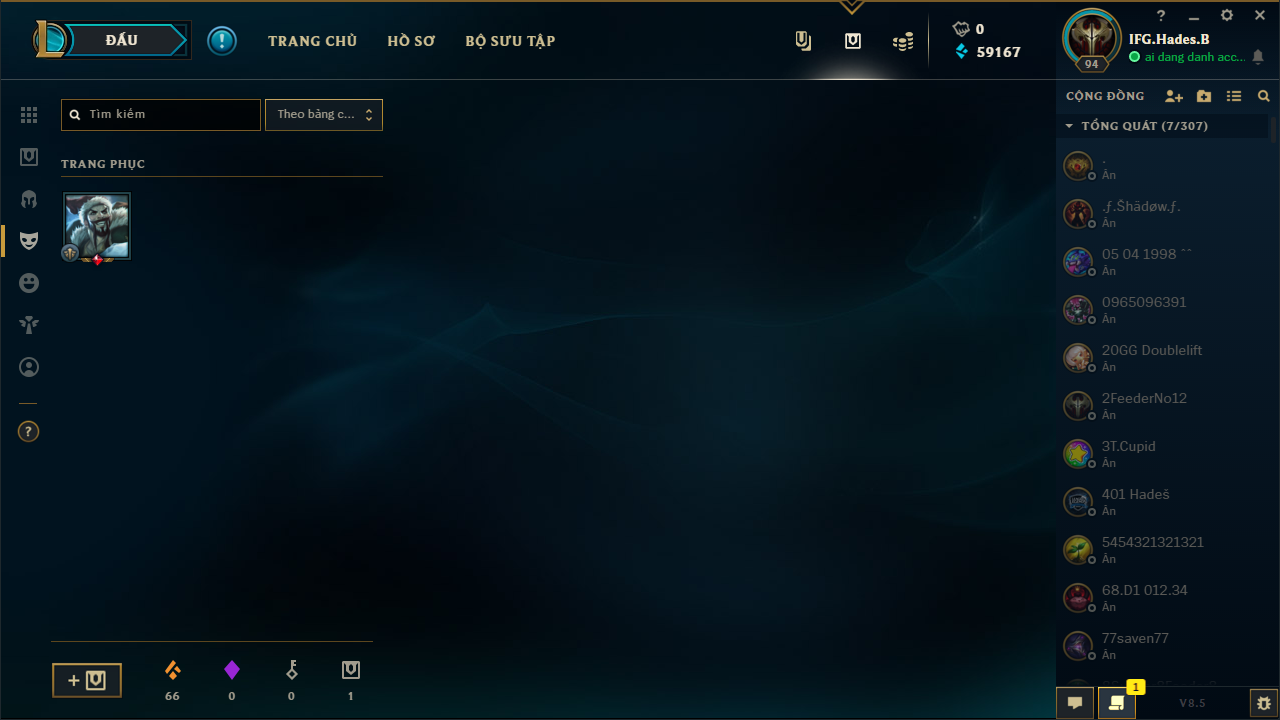 ĐẤU
!
TRANG CHỦ
HỒ SƠ
BỘ SƯU TẬP
0
59167
94
?
IFG.Hades.B
ai dang danh acc...
Tìm kiếm
Theo bảng c...
TRANG PHỤC
?
66
0
0
1
CỘNG ĐỒNG
TỔNG QUÁT (7/307)
.
Ẩn
.ƒ.Šhädøw.ƒ.
Ẩn
05 04 1998 ˆˆ
Ẩn
0965096391
Ẩn
20GG Doublelift
Ẩn
2FeederNo12
Ẩn
3T.Cupid
Ẩn
401 Hadeš
Ẩn
5454321321321
Ẩn
68.D1 012.34
Ẩn
77saven77
Ẩn
1
V8.5